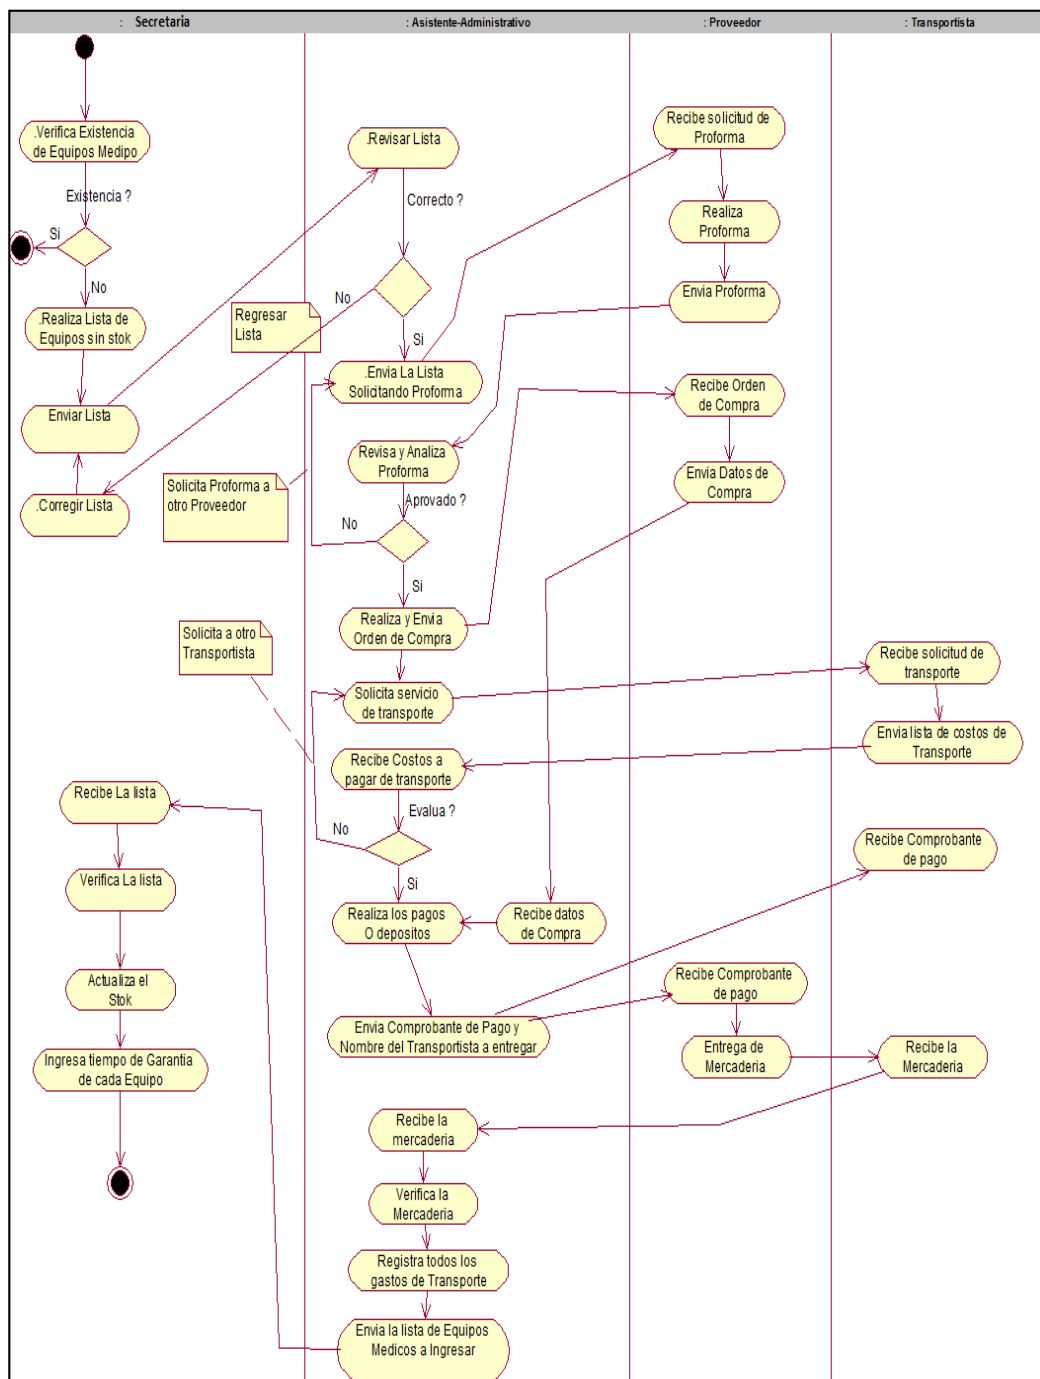 : Secretaria
: Asistente-Administrativo
: Proveedor
: Transportista
.Verifica Existencia
de Equipos Medipo
Existencia ?
Si
No
.Realiza Lista de
Equipos sin stok
Enviar Lista
.Corregir Lista
Regresar
Lista
Solicita Proforma a
otro Proveedor
Solicita a otro
Transportista
.Revisar Lista
Correcto ?
No
Si
.Envia La Lista
Solicitando Proforma
Revisa y Analiza
Proforma
Aprovado ?
No
Si
Realiza y Envia
Orden de Compra
Solicita servicio
de transporte
Recibe Costos a
pagar de transporte
Evalua ?
No
Si
Realiza los pagos
O depositos
Recibe datos
de Compra
Envia Comprobante de Pago y
Nombre del Transportista a entregar
Recibe solicitud de
Proforma
Realiza
Proforma
Envia Proforma
Recibe Orden
de Compra
Envia Datos de
Compra
Recibe solicitud de
transporte
Envia lista de costos de
Transporte
Recibe Comprobante
de pago
Recibe Comprobante
de pago
Entrega de
Mercaderia
Recibe la
Mercaderia
Recibe la
mercaderia
Verifica la
Mercaderia
Registra todos los
gastos de Transporte
Envia la lista de Equipos
Medicos a Ingresar
Recibe La lista
Verifica La lista
Actualiza el
Stok
Ingresa tiempo de Garantia
de cada Equipo